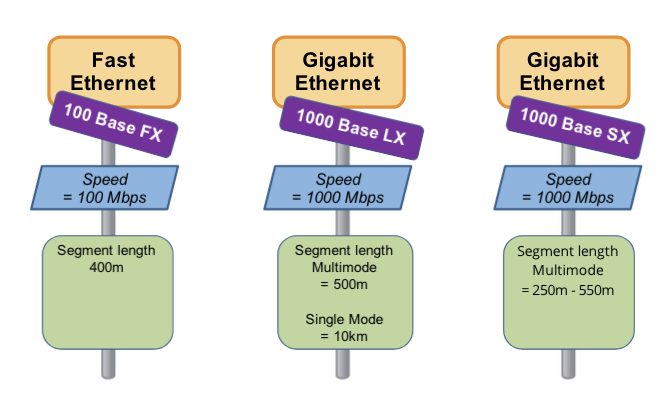 Fast
Ethernet
100 Base FX
Speed
= 100 Mbps
Segment length
400m
Gigabit
Ethernet
1000 Base LX
Speed
= 1000 Mbps
Segment length
Multimode
= 500m
Single Mode
= 10km
Gigabit
Ethernet
1000 Base SX
Speed
= 1000 Mbps
Segment length
Multimode
= 250m - 550m